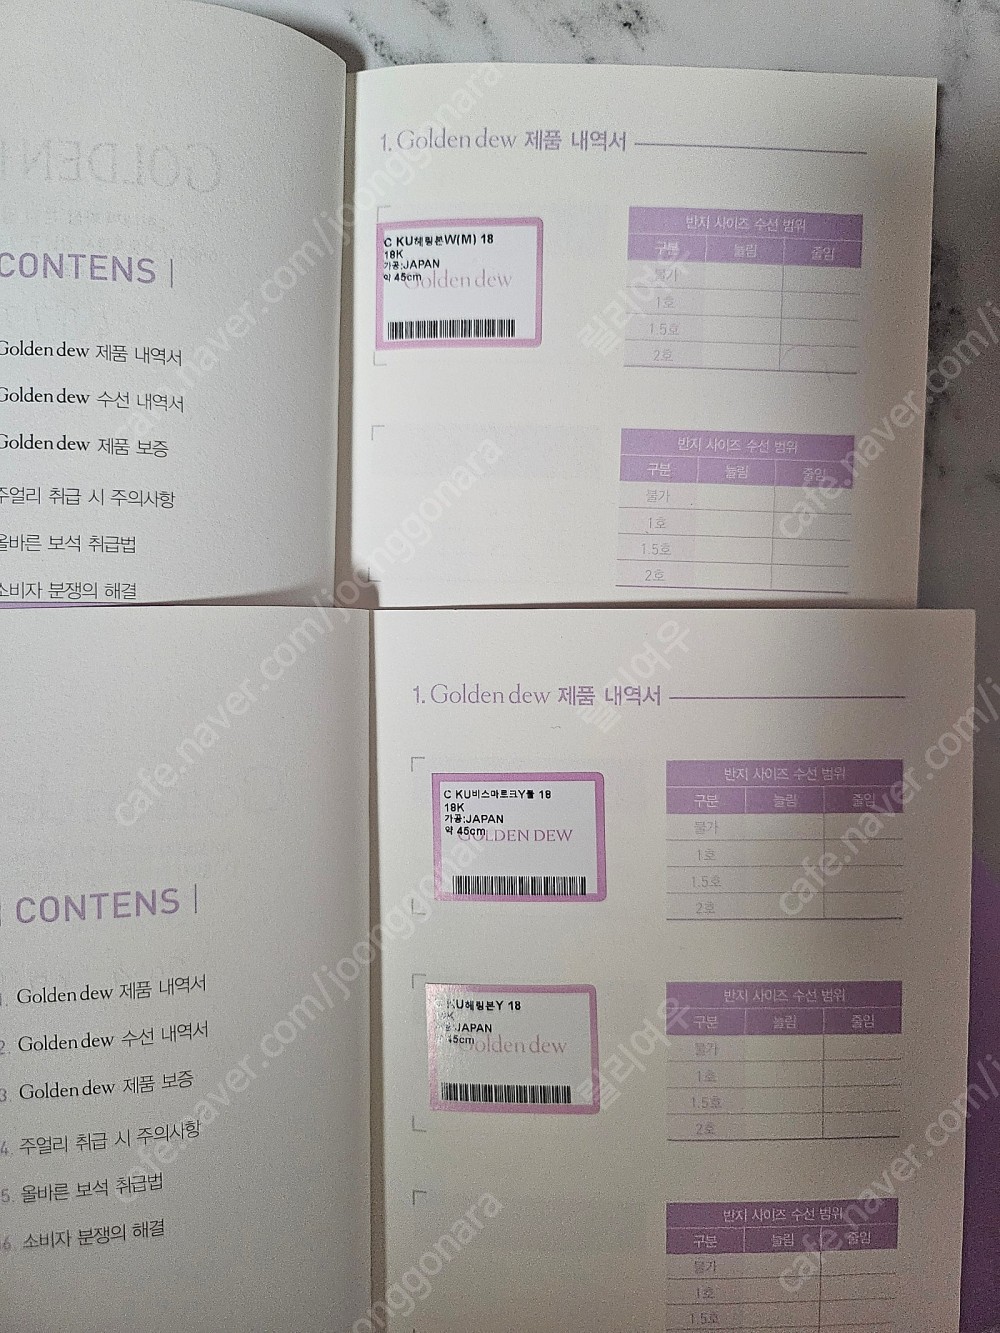 GOLDEN
CONTENS |
Golden dew 제품 내역서
Golden dew 수선 내역서
Golden dew 제품 보증
주얼리 취급 시 주의사항
올바른 보석 취급법
소비자 분쟁의 해결
1. Golden dew 제품 내역서
C KU헤링본W(M) 18
18K
가공:JAPAN
약 45cm
Golden dew
반지 사이즈 수선 범위
구분 늘림 줄임
불가
1호
1.5호
2호
반지 사이즈 수선 범위
구분 늘림 줄임
불가
1호
1.5호
2호
| CONTENS |
1. Golden dew 제품 내역서
2. Golden dew 수선 내역서
3. Golden dew 제품 보증
4. 주얼리 취급 시 주의사항
5. 올바른 보석 취급법
6. 소비자 분쟁의 해결
1. Golden dew 제품 내역서
C KU비스마르크Y돌 18
18K
가공:JAPAN
약 45cm
GOLDEN DEW
반지 사이즈 수선 범위
구분 늘림 줄임
불가
1호
1.5호
2호
KU헤링본Y 18
K
JAPAN
45cm
Golden dew
반지 사이즈 수선 범위
구분 늘림 줄임
불가
1호
1.5호
2호
반지 사이즈 수선 범위
구분 늘림 줄임
불가
1호
1.5호
cafe.naver.com/joonggonara
릴리여우